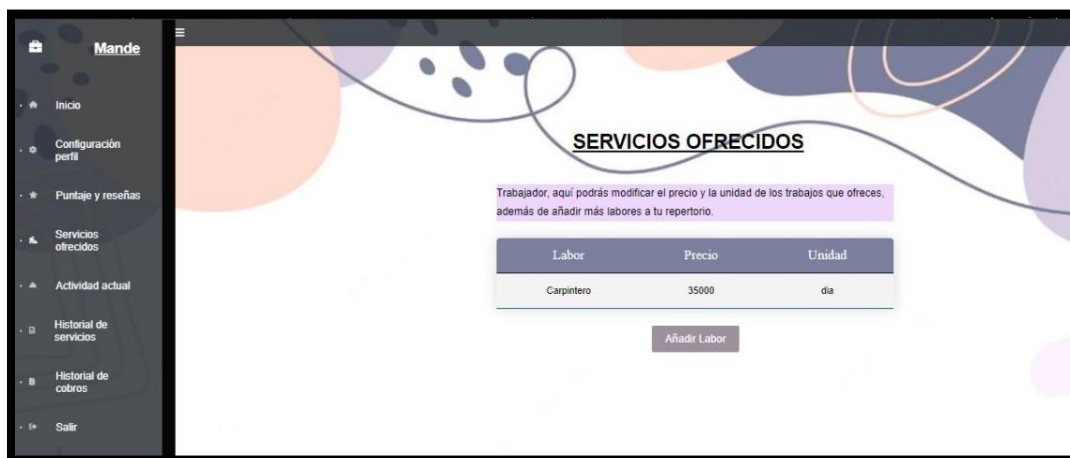 Mande
Inicio
Configuración
perfil
Puntaje y reseñas
Servicios
ofrecidos
Actividad actual
Historial de
servicios
Historial de
cobros
Salir
SERVICIOS OFRECIDOS
Trabajador, aquí podrás modificar el precio y la unidad de los trabajos que ofreces,
además de añadir más labores a tu repertorio.
Labor Precio Unidad
Carpintero 35000 dia
Añadir Labor